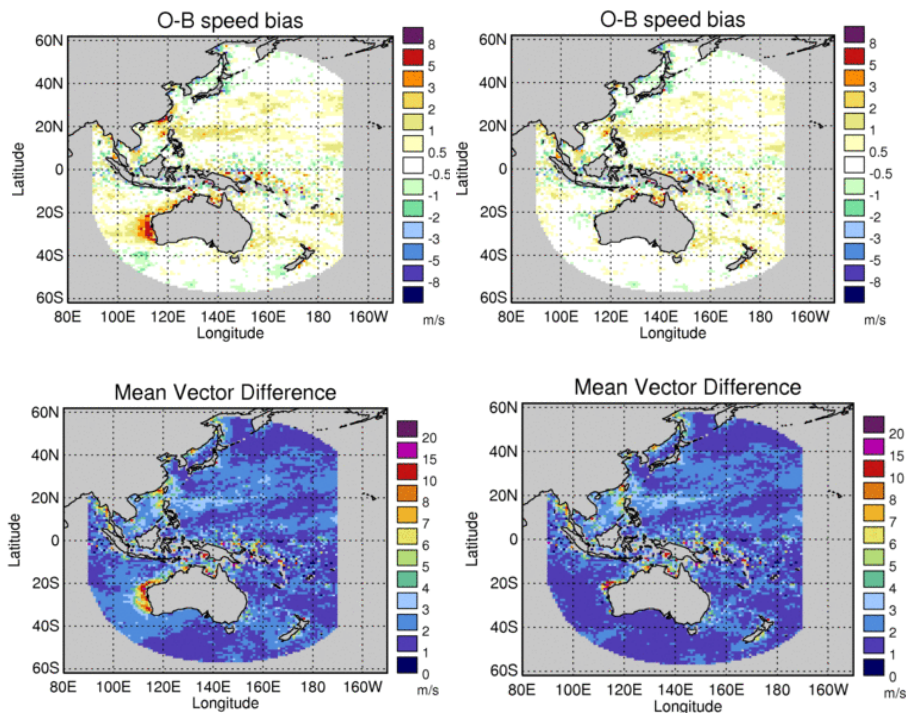 O-B speed bias
60N
40N
20N
0
20S
40S
60S
80E 100E 120E 140E 160E 180 160W
Latitude
Longitude
8
5
3
2
1
0.5
-0.5
-1
-2
-3
-5
-8
m/s
O-B speed bias
60N
40N
20N
0
20S
40S
60S
80E 100E 120E 140E 160E 180 160W
Latitude
Longitude
8
5
3
2
1
0.5
-0.5
-1
-2
-3
-5
-8
m/s
Mean Vector Difference
60N
40N
20N
0
20S
40S
60S
80E 100E 120E 140E 160E 180 160W
Latitude
Longitude
20
15
10
8
7
6
5
4
3
2
1
0
m/s
Mean Vector Difference
60N
40N
20N
0
20S
40S
60S
80E 100E 120E 140E 160E 180 160W
Latitude
Longitude
20
15
10
8
7
6
5
4
3
2
1
0
m/s